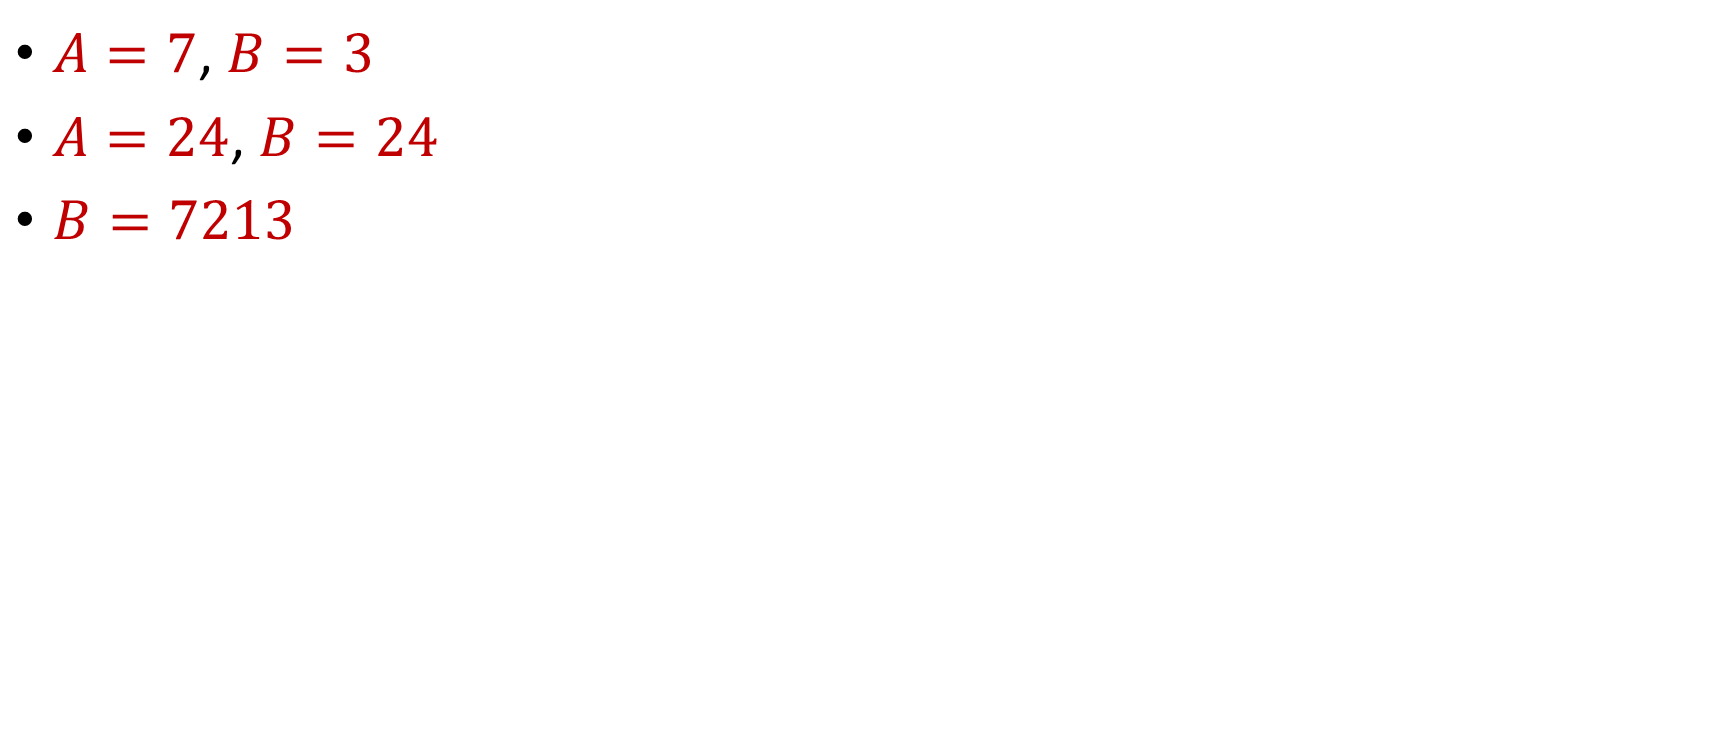 • A = 7, B = 3
• A = 24, B = 24
• B = 7213